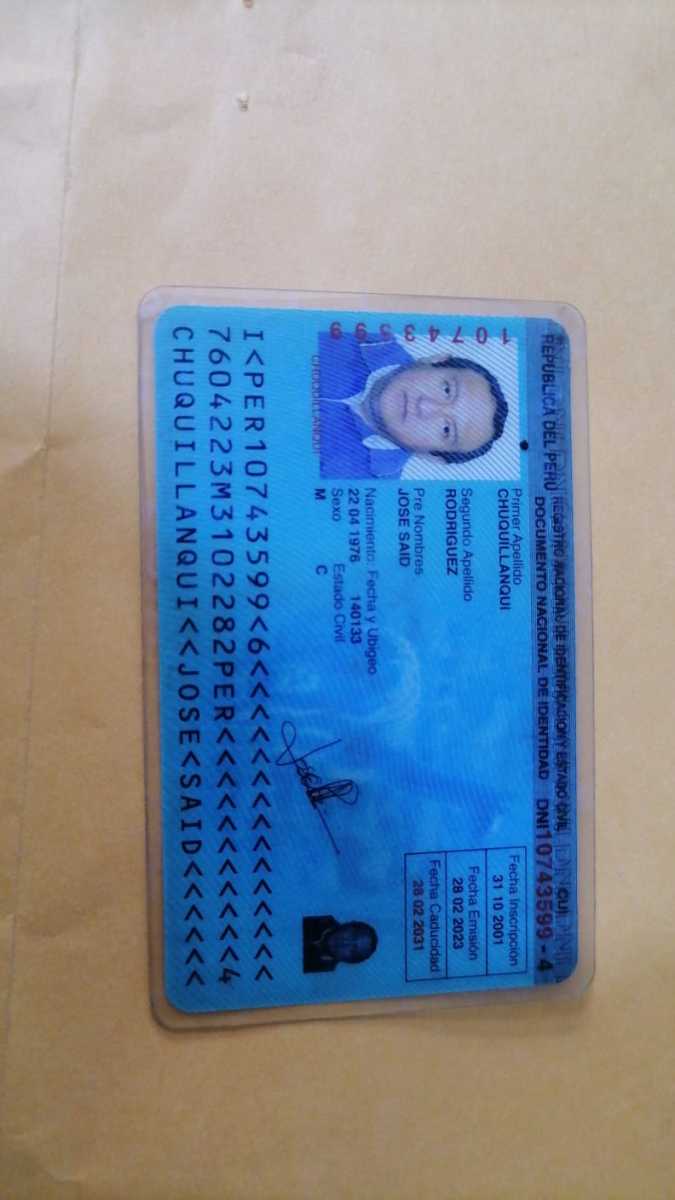 REPUBLICA DEL PERU REGISTRO NACIONAL DE IDENTIFICACION Y ESTADO CIVIL
DOCUMENTO NACIONAL DE IDENTIDAD DNI 10743599 - 4
CUI
Primer Apellido
CHUQUILLANQUI
Segundo Apellido
RODRIGUEZ
Pre Nombres
JOSE SAID
Nacimiento: Fecha y Ubigeo
22 04 1976 140133
Sexo Estado Civil
M C
Fecha Inscripción
31 10 2001
Fecha Emisión
28 02 2023
Fecha Caducidad
28 02 2031
10743599
CHUQUILLANQUI
I<PER10743599<6<<<<<<<<<<<<<<<
7604223M3102282PER<<<<<<<<<<<4
CHUQUILLANQUI<<JOSE<SAID<<<<<<